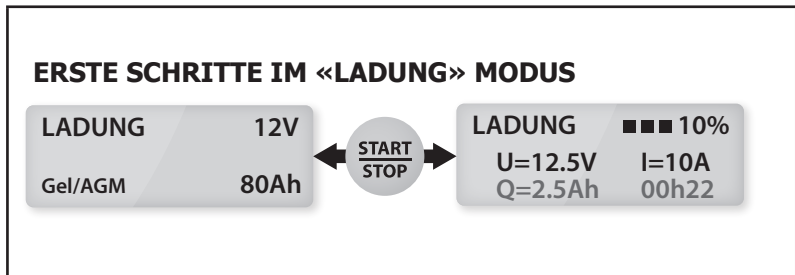 ERSTE SCHRITTE IM «LADUNG» MODUS
LADUNG 12V
Gel/AGM 80Ah
START
STOP
LADUNG 10%
U=12.5V I=10A
Q=2.5Ah 00h22